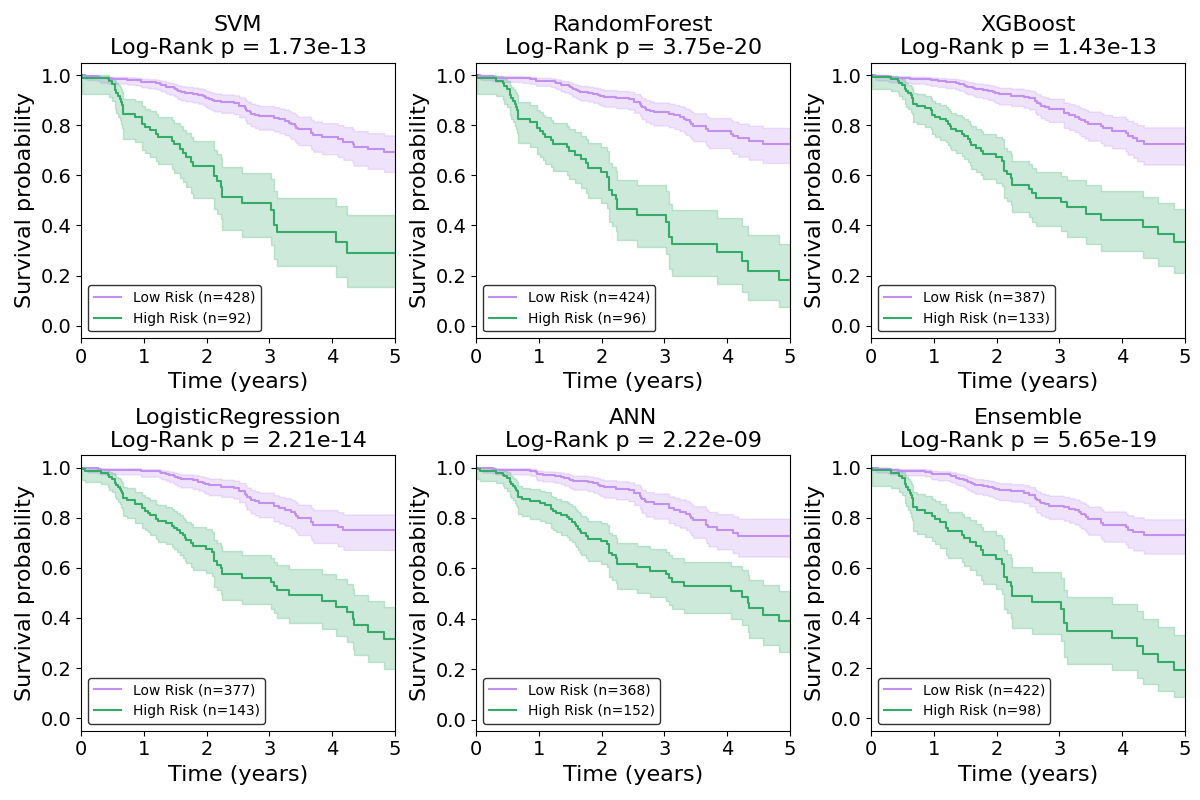 SVM
Log-Rank p = 1.73e-13
Survival probability
1.0
0.8
0.6
0.4
0.2
0.0
Low Risk (n=428)
High Risk (n=92)
0 1 2 3 4 5
Time (years)
RandomForest
Log-Rank p = 3.75e-20
Survival probability
1.0
0.8
0.6
0.4
0.2
0.0
Low Risk (n=424)
High Risk (n=96)
0 1 2 3 4 5
Time (years)
XGBoost
Log-Rank p = 1.43e-13
Survival probability
1.0
0.8
0.6
0.4
0.2
0.0
Low Risk (n=387)
High Risk (n=133)
0 1 2 3 4 5
Time (years)
LogisticRegression
Log-Rank p = 2.21e-14
Survival probability
1.0
0.8
0.6
0.4
0.2
0.0
Low Risk (n=377)
High Risk (n=143)
0 1 2 3 4 5
Time (years)
ANN
Log-Rank p = 2.22e-09
Survival probability
1.0
0.8
0.6
0.4
0.2
0.0
Low Risk (n=368)
High Risk (n=152)
0 1 2 3 4 5
Time (years)
Ensemble
Log-Rank p = 5.65e-19
Survival probability
1.0
0.8
0.6
0.4
0.2
0.0
Low Risk (n=422)
High Risk (n=98)
0 1 2 3 4 5
Time (years)